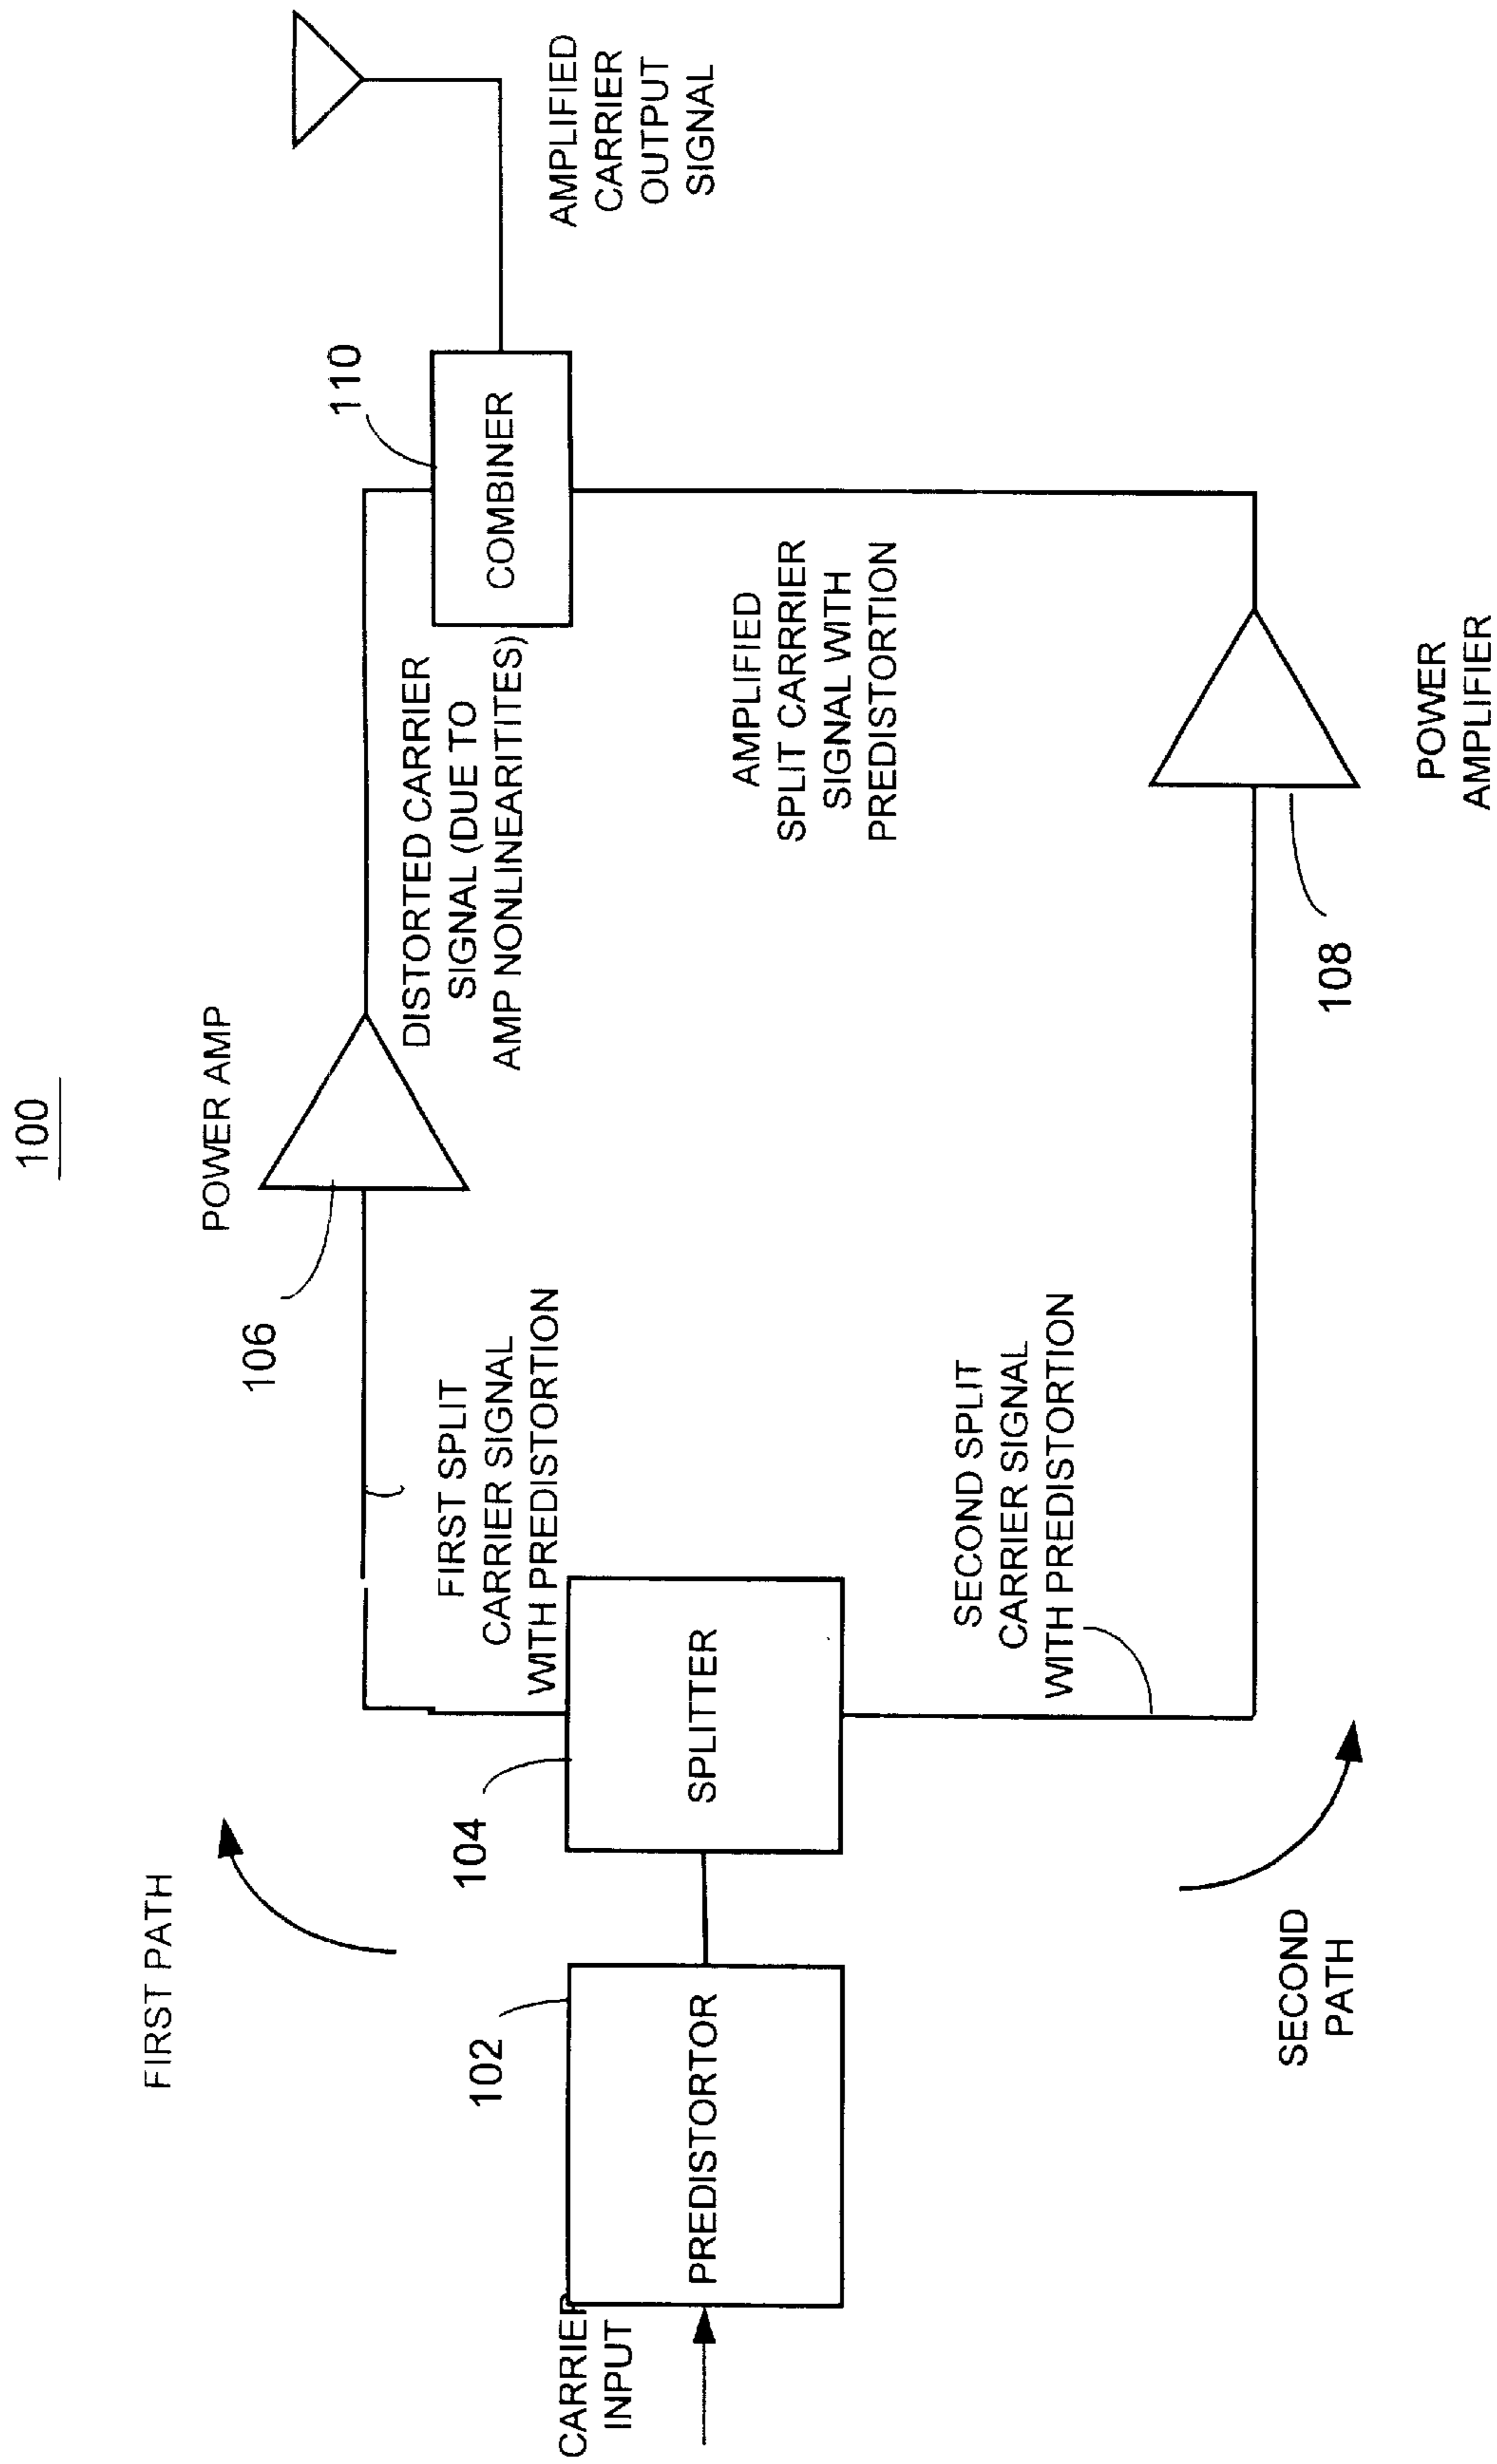 100
FIRST PATH
POWER AMP
106
110
AMPLIFIED
CARRIER
OUTPUT
SIGNAL
CARRIER
INPUT
102
PREDISTORTOR
104
SPLITTER
FIRST SPLIT
CARRIER SIGNAL
WITH PREDISTORTION
DISTORTED CARRIER
SIGNAL (DUE TO
AMP NONLINEARITITES)
COMBINER
AMPLIFIED
SPLIT CARRRIER
SIGNAL WITH
PREDISTORTION
SECOND SPLIT
CARRIER SIGNAL
WITH PREDISTORTION
SECOND
PATH
108
POWER
AMPLIFIER